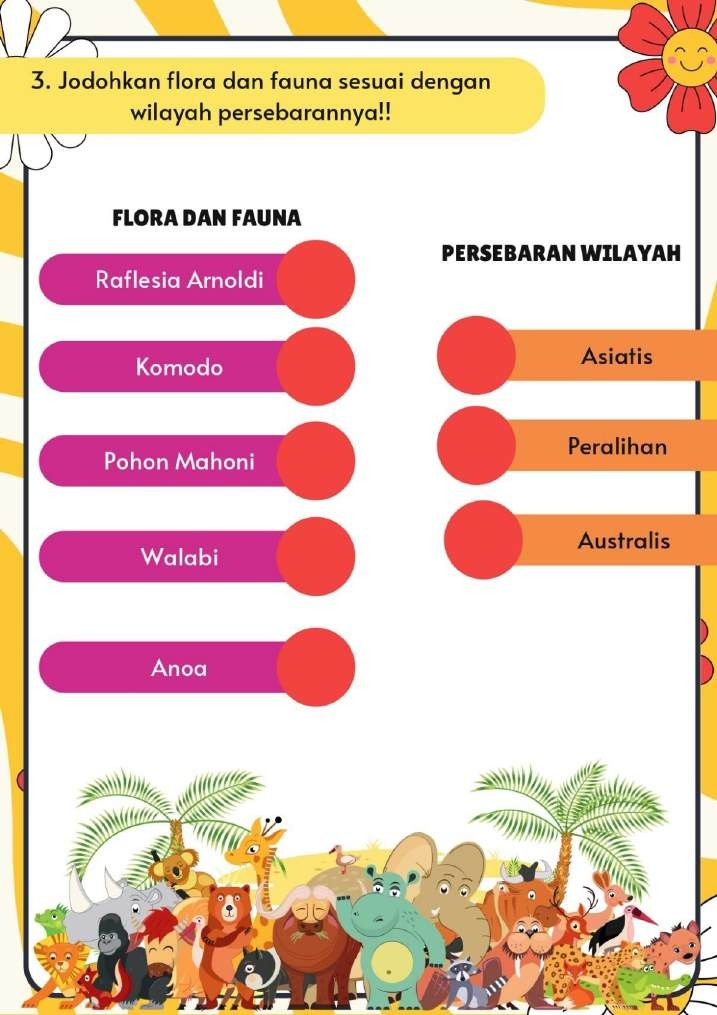 3. Jodohkan flora dan fauna sesuai dengan
wilayah persebarannya!!
FLORA DAN FAUNA
Raflesia Arnoldi
Komodo
Pohon Mahoni
Walabi
Anoa
PERSEBARAN WILAYAH
Asiatis
Peralihan
Australis